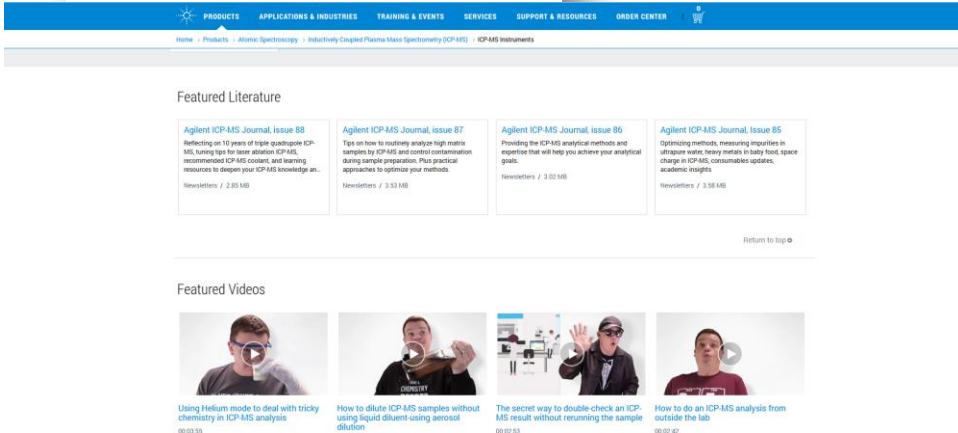 PRODUCTS APPLICATIONS & INDUSTRIES TRAINING & EVENTS SERVICES SUPPORT & RESOURCES ORDER CENTER 0
Home > Products > Atomic Spectroscopy > Inductively Coupled Plasma Mass Spectrometry (ICP-MS) > ICP-MS Instruments
Featured Literature
Agilent ICP-MS Journal, issue 88
Reflecting on 10 years of triple quadrupole ICP-
MS, tuning tips for laser ablation ICP-MS,
recommended ICP-MS coolant, and learning
resources to deepen your ICP-MS knowledge an...
Newsletters / 2.85 MB
Agilent ICP-MS Journal, issue 87
Tips on how to routinely analyze high matrix
samples by ICP-MS and control contamination
during sample preparation. Plus practical
approaches to optimize your methods
Newsletters / 3.53 MB
Agilent ICP-MS Journal, issue 86
Providing the ICP-MS analytical methods and
expertise that will help you achieve your analytical
goals.
Newsletters / 3.02 MB
Agilent ICP-MS Journal, Issue 85
Optimizing methods, measuring impurities in
ultrapure water, heavy metals in baby food, space
charge in ICP-MS, consumables updates,
academic insights
Newsletters / 3.58 MB
Return to top
Featured Videos
CHEMISTRY
Using Helium mode to deal with tricky
chemistry in ICP-MS analysis
00:03:55
How to dilute ICP-MS samples without
using liquid diluent-using aerosol
dilution
The secret way to double-check an ICP-
MS result without rerunning the sample
00:02:53
How to do an ICP-MS analysis from
outside the lab
00:02:42